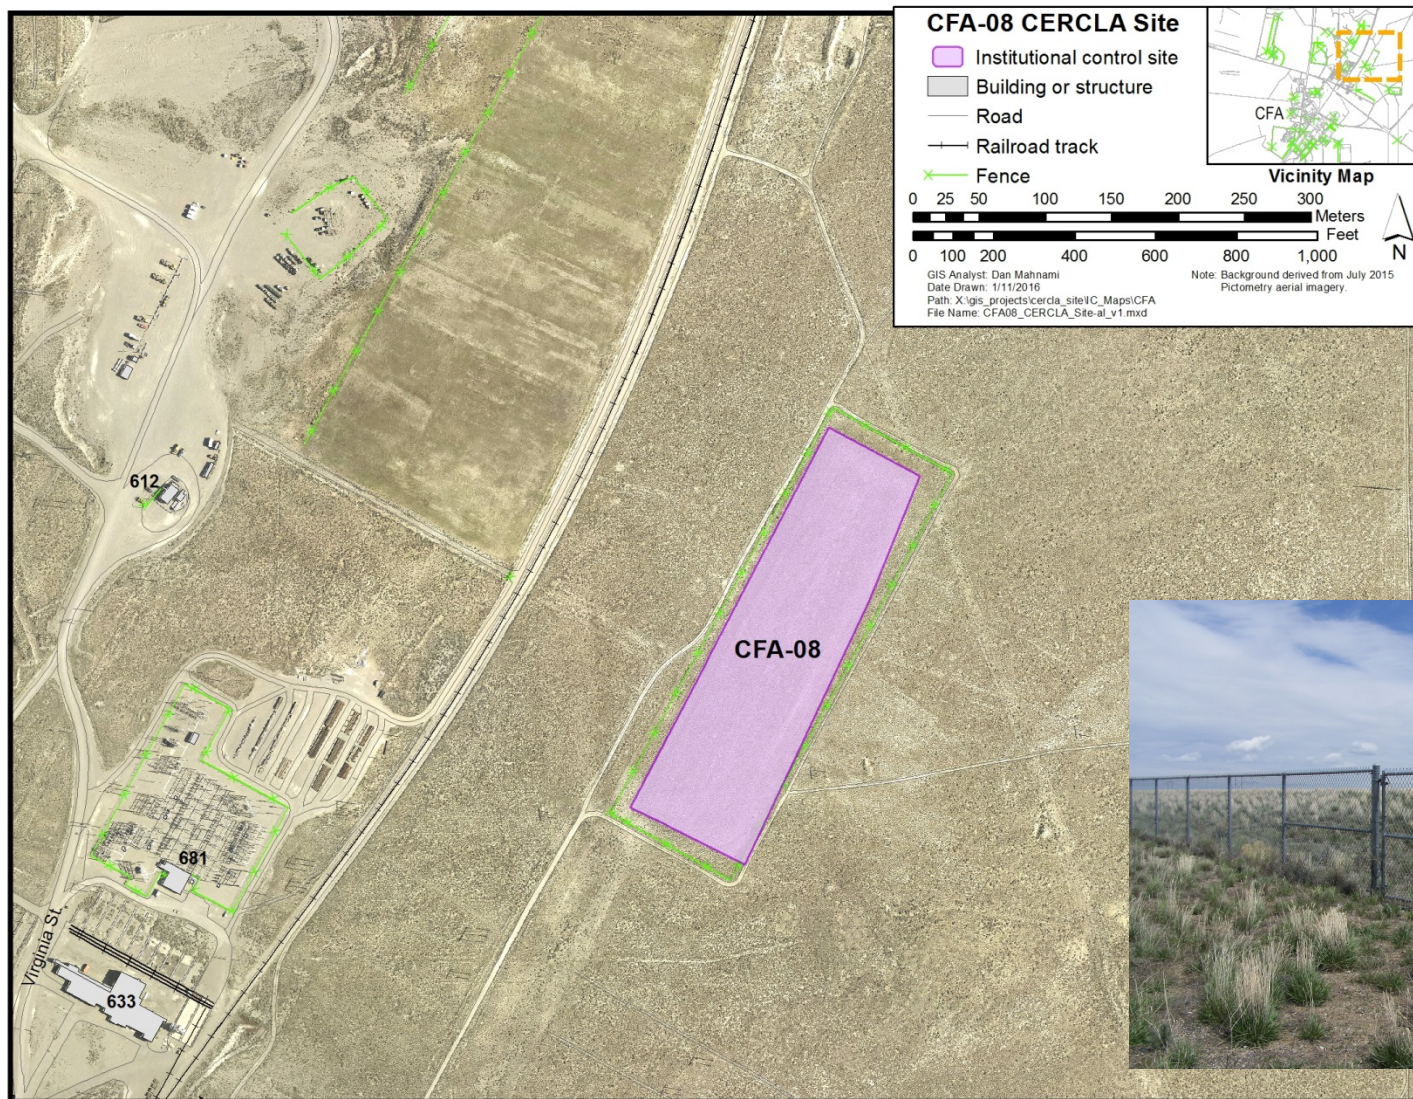 CFA-08 CERCLA Site
Institutional control site
Building or structure
Road
Railroad track
Fence
CFA
Vicinity Map
0 25 50 100 150 200 250 300
Meters
Feet
0 100 200 400 600 800 1,000
N
GIS Analyst: Dan Mahnami
Date Drawn: 1/11/2016
Path: X:\gis_projects\cercla_site\IC_Maps\CFA
File Name: CFA08_CERCLA_Site-al_v1.mxd
Note: Background derived from July 2015
Pictometry aerial imagery.
612
CFA-08
681
Virginia St.
633